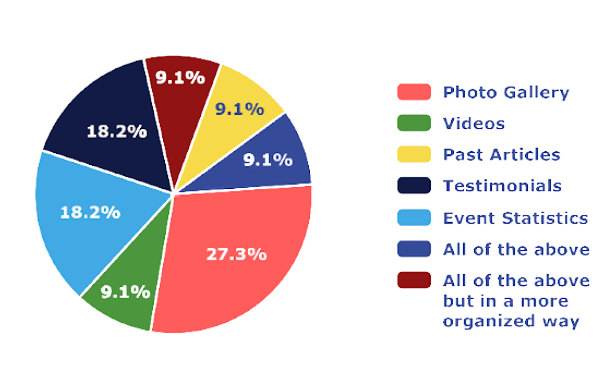 9.1%
9.1%
18.2%
9.1%
18.2%
27.3%
9.1%
Photo Gallery
Videos
Past Articles
Testimonials
Event Statistics
All of the above
All of the above
but in a more
organized way